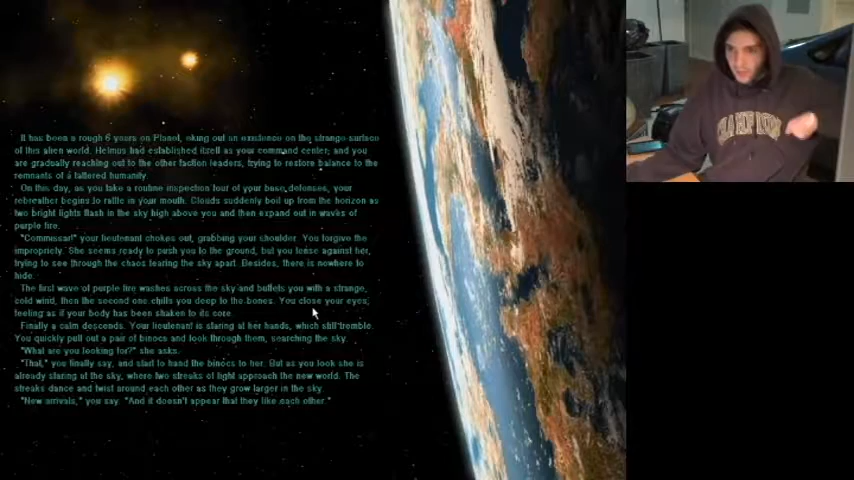 It has been a rough 6 years on Planet, eking out an existence on the strange surface
of this alien world. Heimus had established itself as your command center; and you
are gradually reaching out to the other faction leaders, trying to restore balance to the
remnants of a tattered humanity.
On this day, as you take a routine inspection tour of your base defenses, your
rebreather begins to rattle in your mouth. Clouds suddenly boil up from the horizon as
two bright lights flash in the sky high above you and then expand out in waves of
purple fire.
"Commissar!" your lieutenant chokes out, grabbing your shoulder. You forgive the
impropriety. She seems ready to push you to the ground, but you tense against her,
trying to see through the chaos tearing the sky apart. Besides, there is nowhere to
hide.
The first wave of purple fire washes across the sky and buffets you with a strange,
cold wind, then the second one chills you deep to the bones. You close your eyes,
feeling as if your body has been shaken to its core.
Finally a calm descends. Your lieutenant is staring at her hands, which still tremble.
You quickly pull out a pair of binocs and look through them, searching the sky.
"What are you looking for?" she asks.
"That," you finally say, and start to hand the binocs to her. But as you look she is
already staring at the sky, where two streaks of light approach the new world. The
streaks dance and twist around each other as they grow larger in the sky.
"New arrivals," you say. "And it doesn't appear that they like each other."
CHAMPION